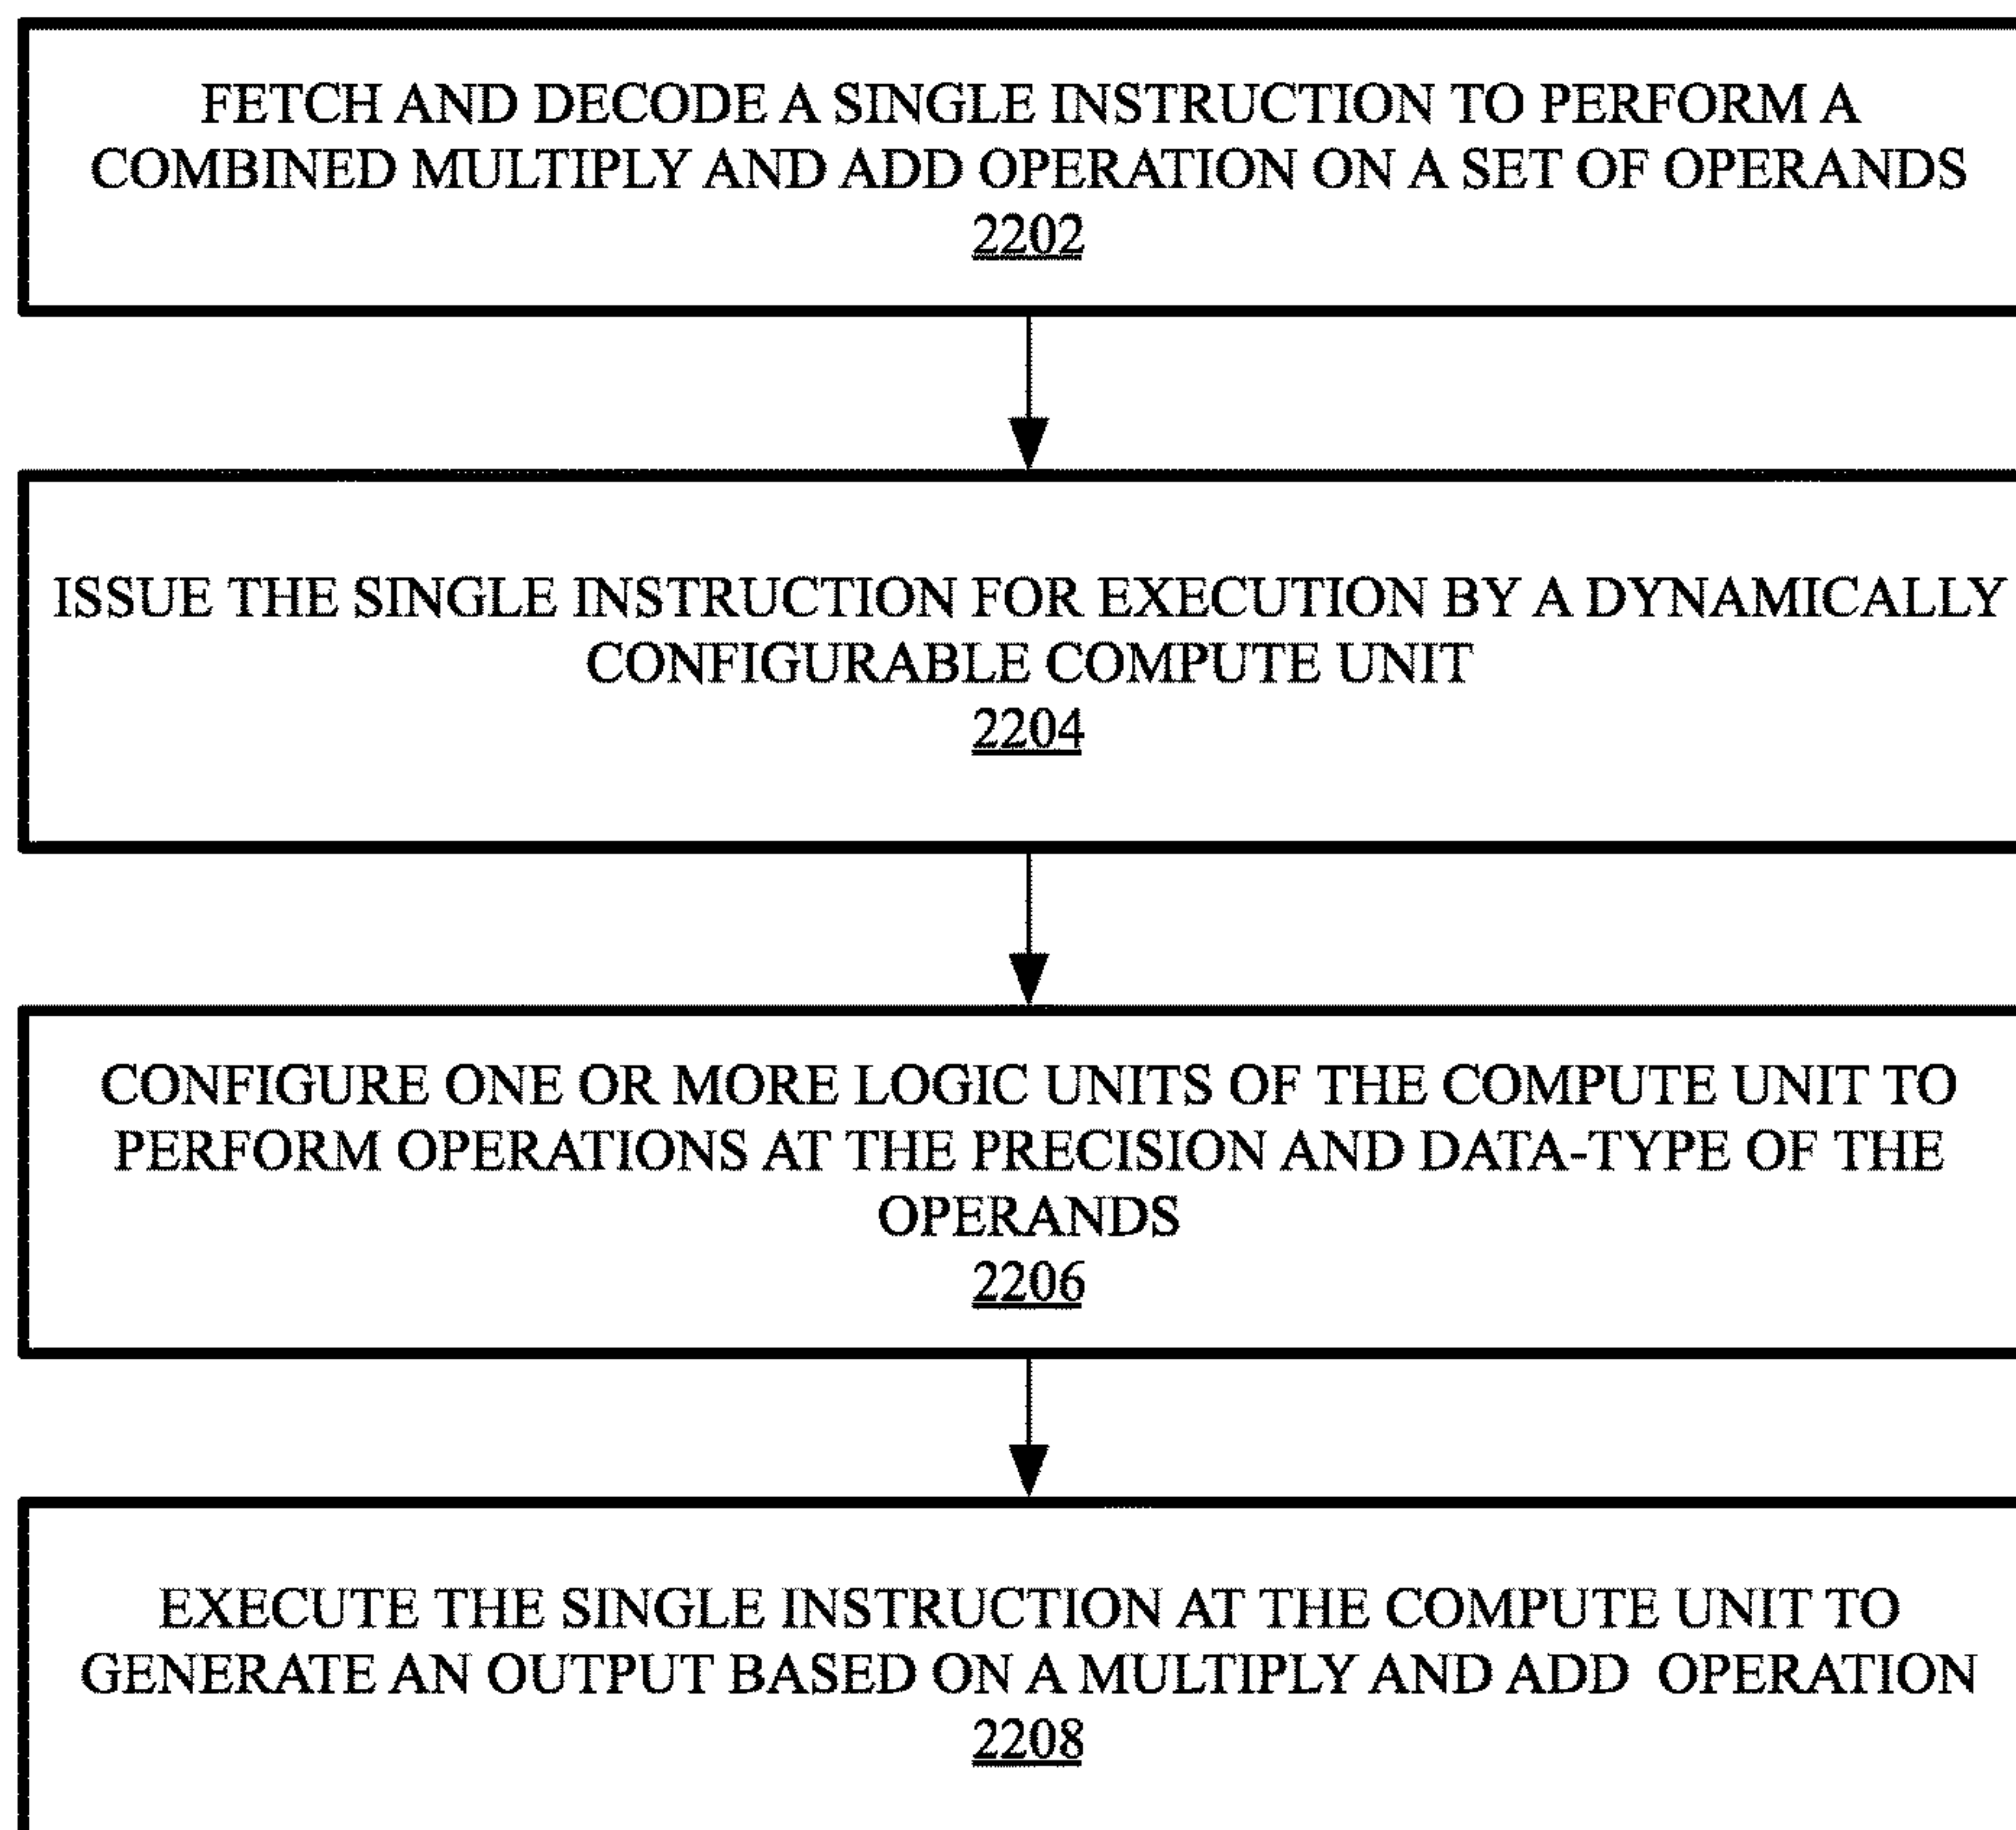 FETCH AND DECODE A SINGLE INSTRUCTION TO PERFORM A
COMBINED MULTIPLY AND ADD OPERATION ON A SET OF OPERANDS
2202
ISSUE THE SINGLE INSTRUCTION FOR EXECUTION BY A DYNAMICALLY
CONFIGURABLE COMPUTE UNIT
2204
CONFIGURE ONE OR MORE LOGIC UNITS OF THE COMPUTE UNIT TO
PERFORM OPERATIONS AT THE PRECISION AND DATA-TYPE OF THE
OPERANDS
2206
EXECUTE THE SINGLE INSTRUCTION AT THE COMPUTE UNIT TO
GENERATE AN OUTPUT BASED ON A MULTIPLY AND ADD OPERATION
2208